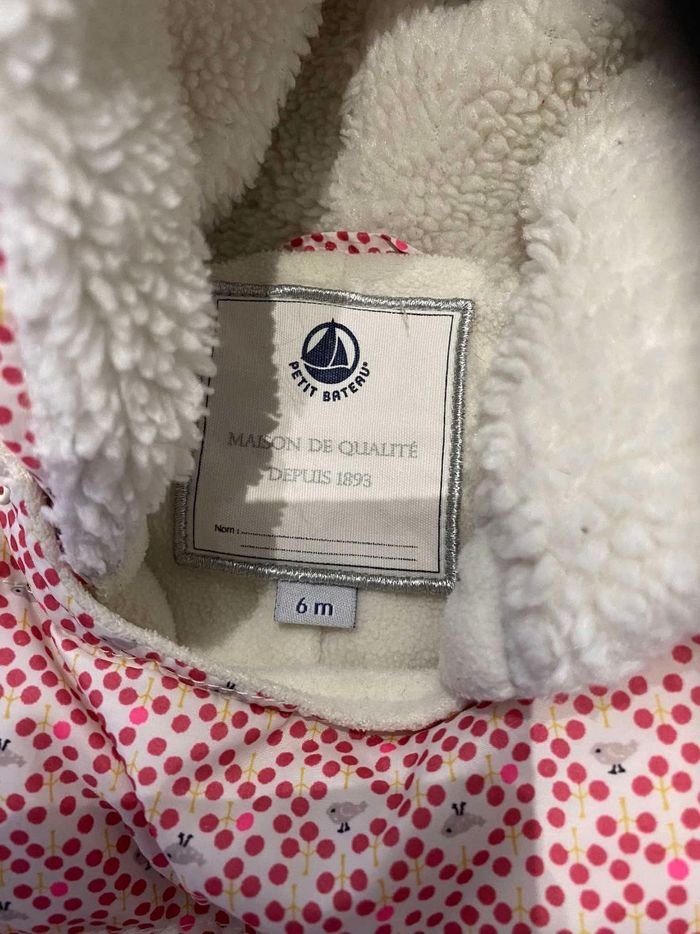 PETIT BATEAU®
MAISON DE QUALITÉ
DEPUIS 1893
Nom :
6 m